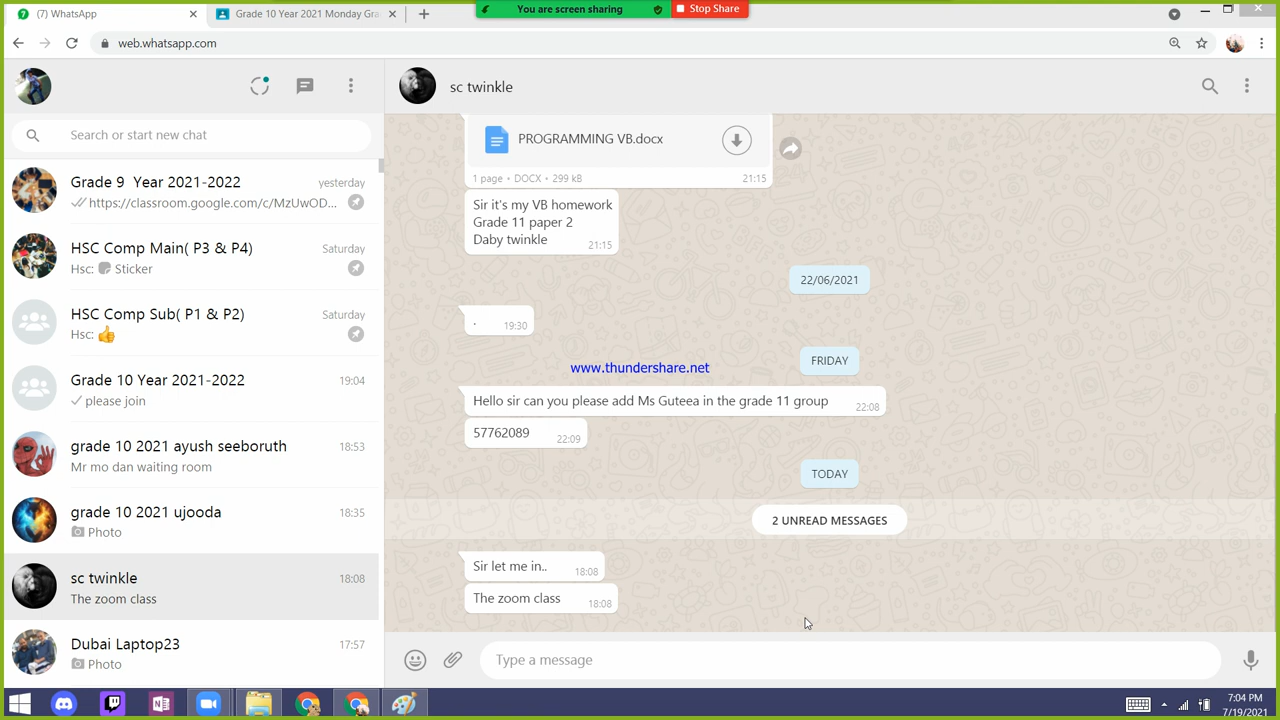 (7) WhatsApp
Grade 10 Year 2021 Monday Gra
You are screen sharing
Stop Share
web.whatsapp.com
sc twinkle
Search or start new chat
Grade 9 Year 2021-2022
yesterday
https://classroom.google.com/c/MzUwOD...
HSC Comp Main( P3 & P4)
Saturday
Hsc: Sticker
HSC Comp Sub( P1 & P2)
Saturday
Hsc: 👍
Grade 10 Year 2021-2022
19:04
please join
grade 10 2021 ayush seeboruth
18:53
Mr mo dan waiting room
grade 10 2021 ujooda
18:35
Photo
sc twinkle
18:08
The zoom class
Dubai Laptop23
17:57
Photo
PROGRAMMING VB.docx
1 page • DOCX • 299 kB
21:15
Sir it's my VB homework
Grade 11 paper 2
Daby twinkle
21:15
22/06/2021
.
19:30
FRIDAY
www.thundershare.net
Hello sir can you please add Ms Guteea in the grade 11 group
22:08
57762089
22:09
TODAY
2 UNREAD MESSAGES
Sir let me in..
18:08
The zoom class
18:08
Type a message
7:04 PM
7/19/2021